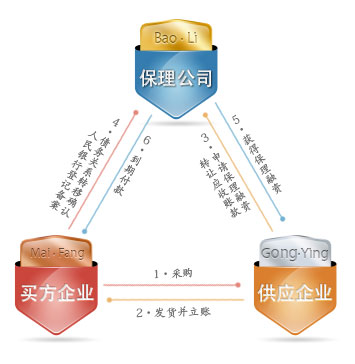 Bao·Li
保理公司
4·债务关系转移确认
人民银行登记备案
6·到期付款
3·申请保理融资
转让应收账款
5·获得保理融资
Mai·Fang
买方企业
1·采购
2·发货并立账
Gong·Ying
供应企业